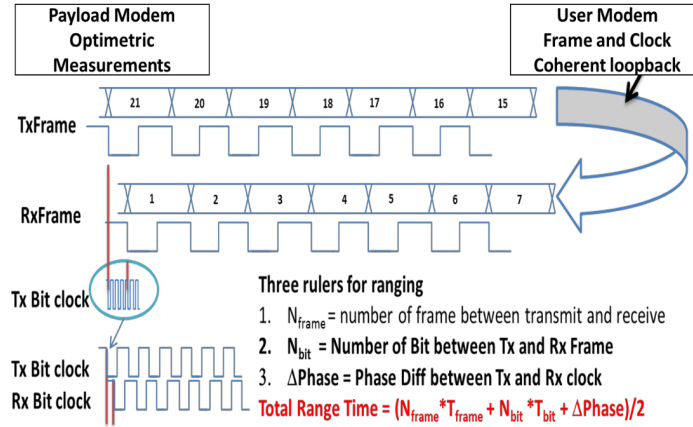 Payload Modem
Optimetric
Measurements
User Modem
Frame and Clock
Coherent loopback
21 20 19 18 17 16 15
TxFrame
1 2 3 4 5 6 7
RxFrame
Tx Bit clock
Tx Bit clock
Rx Bit clock
Three rulers for ranging
1. Nframe = number of frame between transmit and receive
2. Nbit = Number of Bit between Tx and Rx Frame
3. ΔPhase = Phase Diff between Tx and Rx clock
Total Range Time = (Nframe*Tframe + Nbit *Tbit + ΔPhase)/2